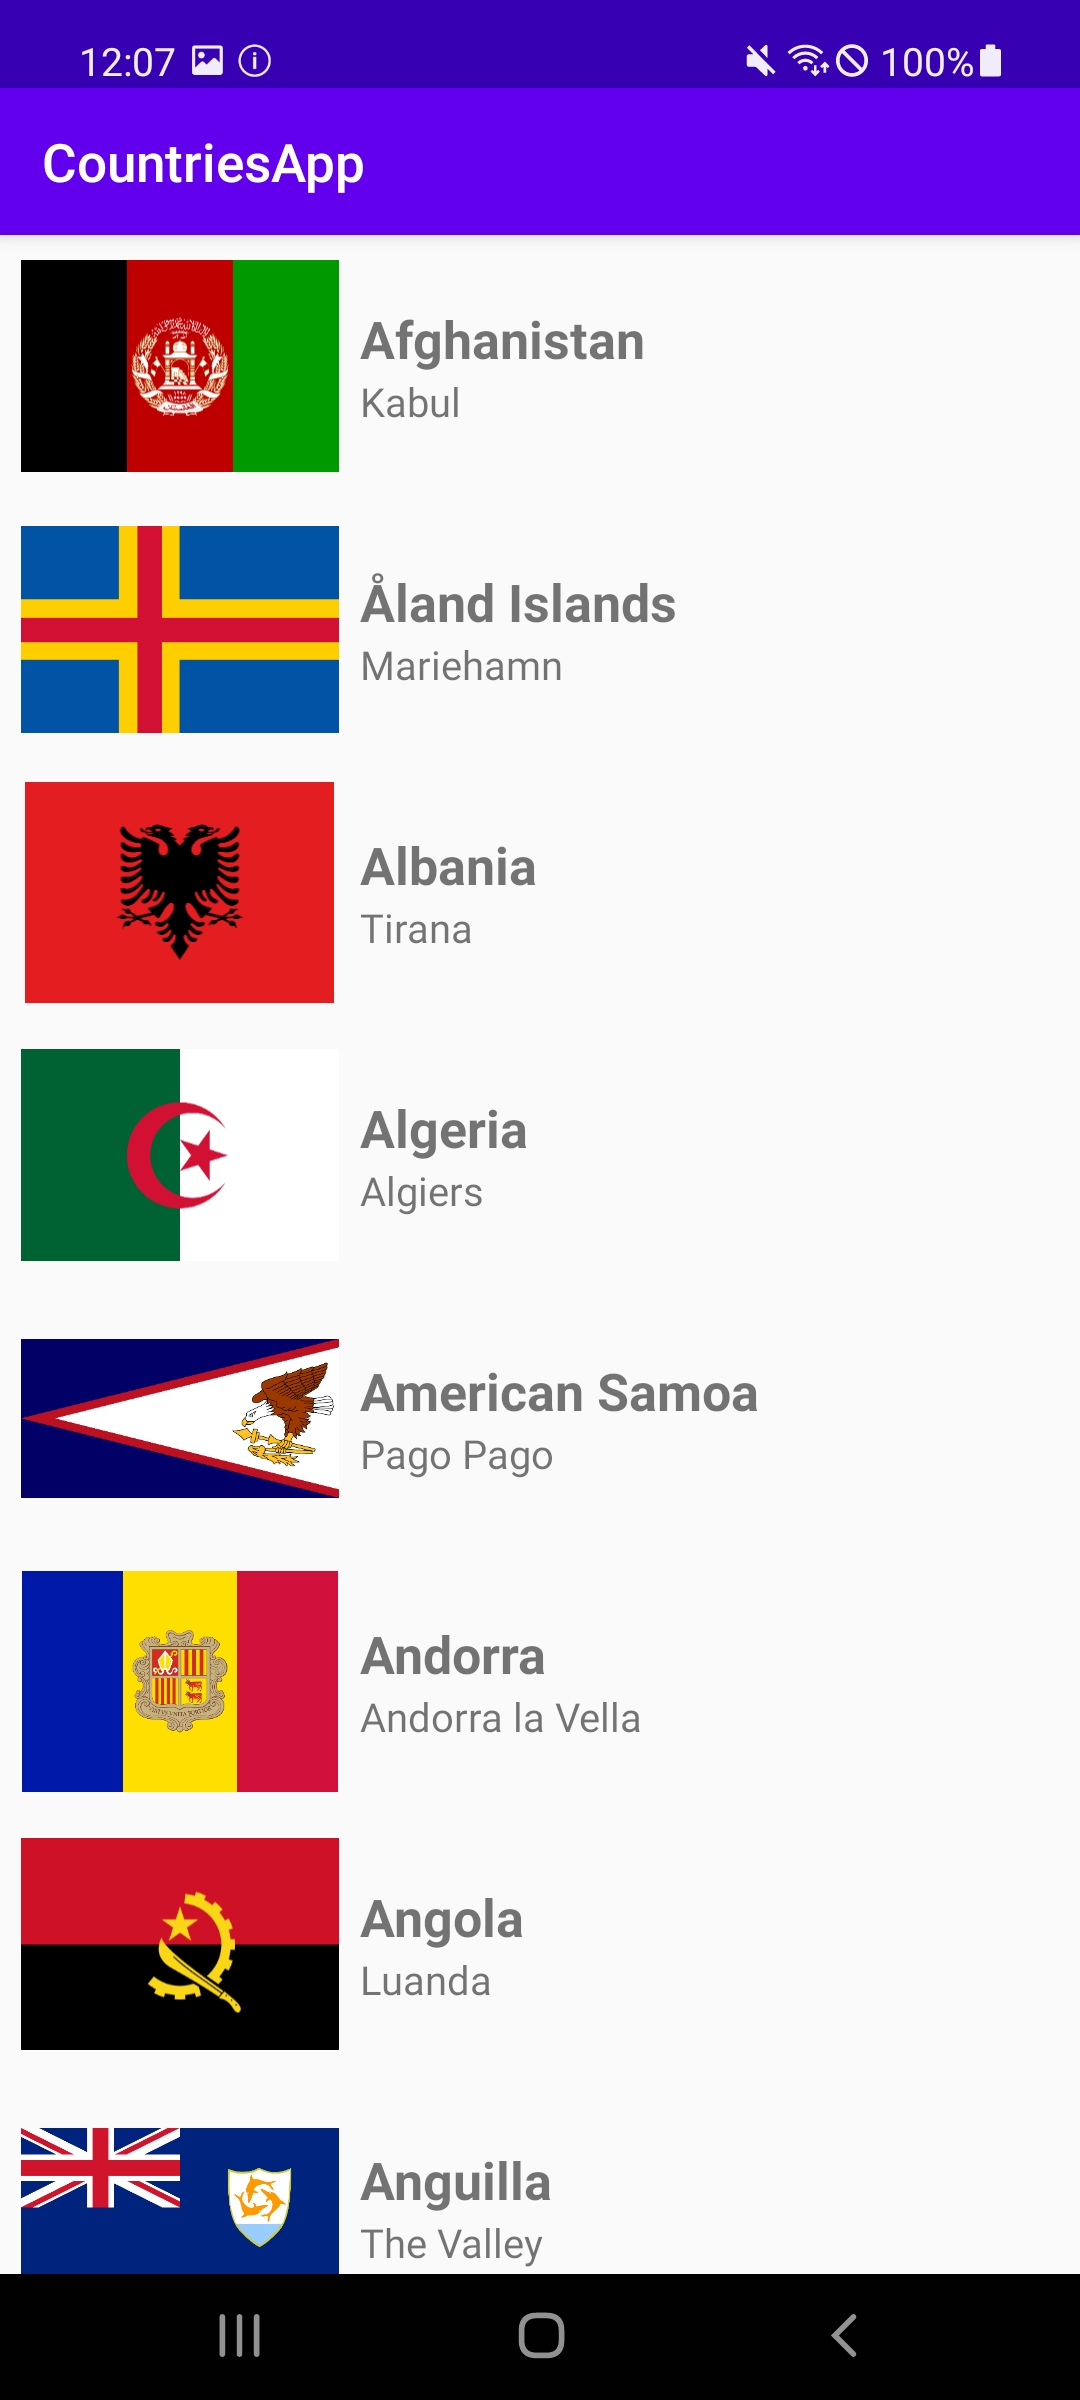 12:07 100%
CountriesApp
Afghanistan
Kabul
Åland Islands
Mariehamn
Albania
Tirana
Algeria
Algiers
American Samoa
Pago Pago
Andorra
Andorra la Vella
Angola
Luanda
Anguilla
The Valley